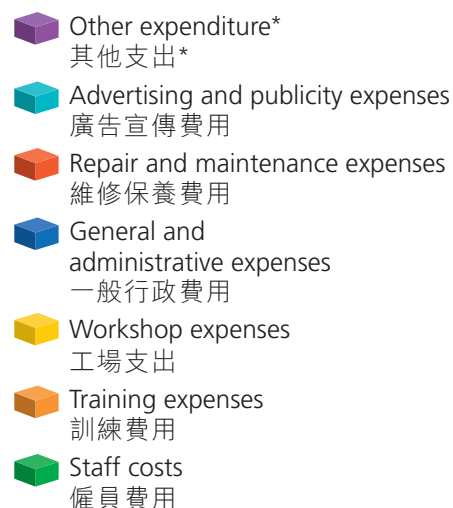 Other expenditure*
其他支出*
Advertising and publicity expenses
廣告宣傳費用
Repair and maintenance expenses
維修保養費用
General and
administrative expenses
一般行政費用
Workshop expenses
工場支出
Training expenses
訓練費用
Staff costs
僱員費用